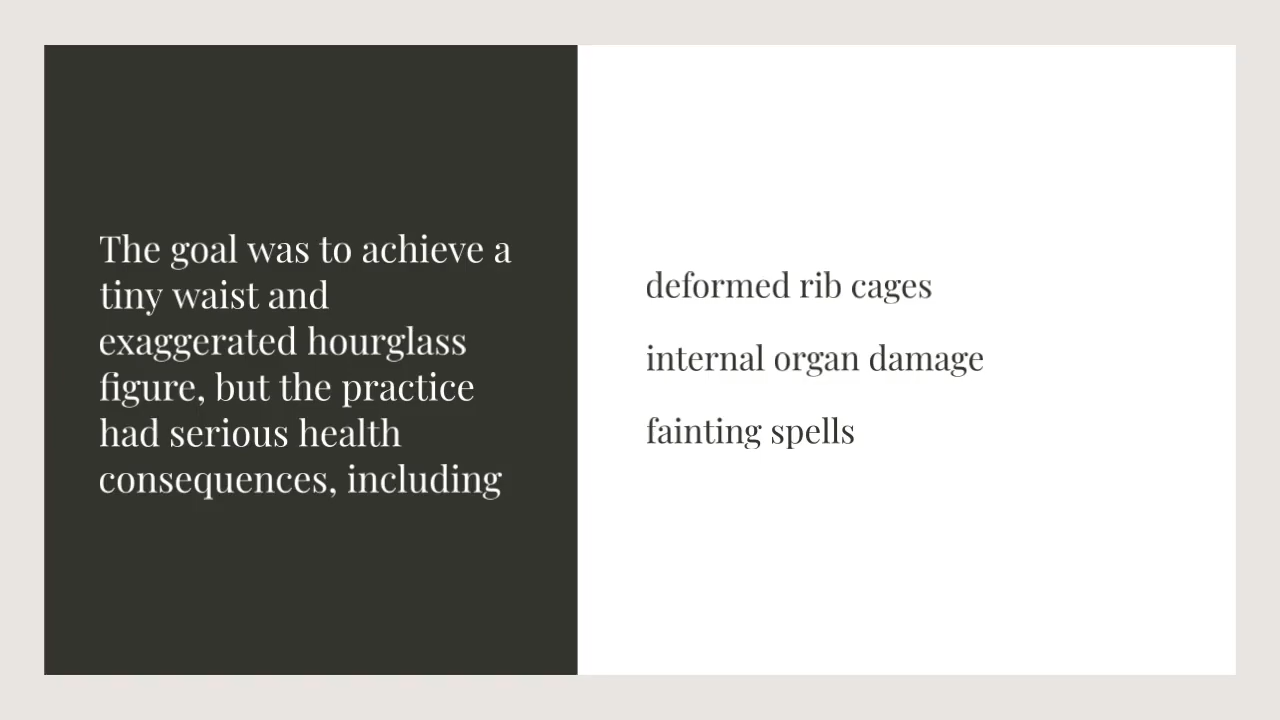 The goal was to achieve a
tiny waist and
exaggerated hourglass
figure, but the practice
had serious health
consequences, including
deformed rib cages
internal organ damage
fainting spells